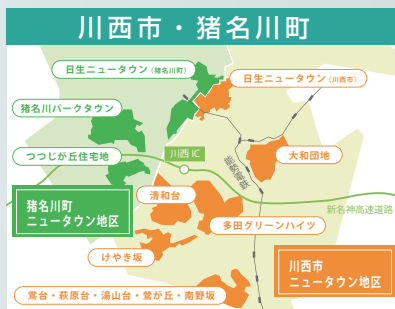 川西市・猪名川町
日生ニュータウン（猪名川町）
日生ニュータウン（川西市）
猪名川パークタウン
つつじが丘住宅地
川西IC
能勢電鉄
大和団地
猪名川町
ニュータウン地区
清和台
新名神高速道路
多田グリーンハイツ
けやき坂
川西市
ニュータウン地区
鶯台・萩原台・湯山台・鶯が丘・南野坂